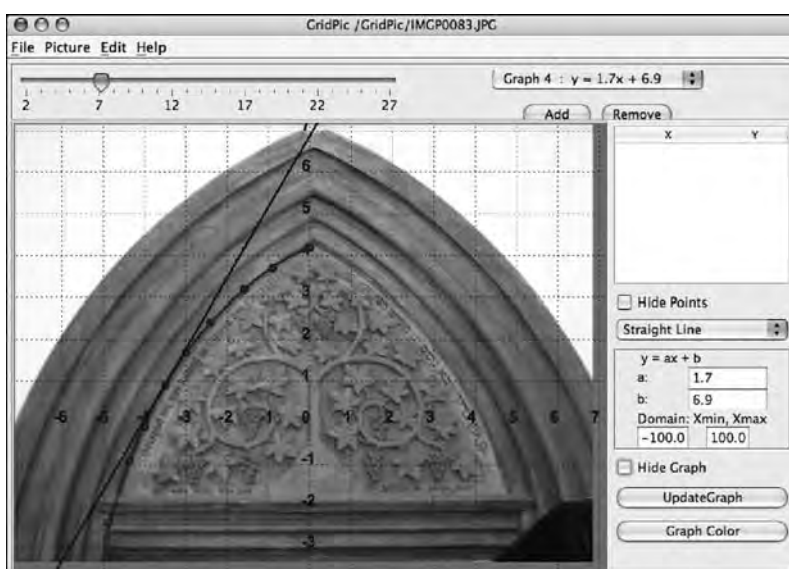 GridPic /GridPic/IMGP0083.JPG
File Picture Edit Help
Graph 4 : y = 1.7x + 6.9
2 7 12 17 22 27
Add Remove
X Y
7
6
5
4
3
2
1
-6 -5 -4 -3 -2 -1 0 1 2 3 4 5 6 7
-1
-2
-3
Hide Points
Straight Line
y = ax + b
a: 1.7
b: 6.9
Domain: Xmin, Xmax
-100.0 100.0
Hide Graph
UpdateGraph
Graph Color